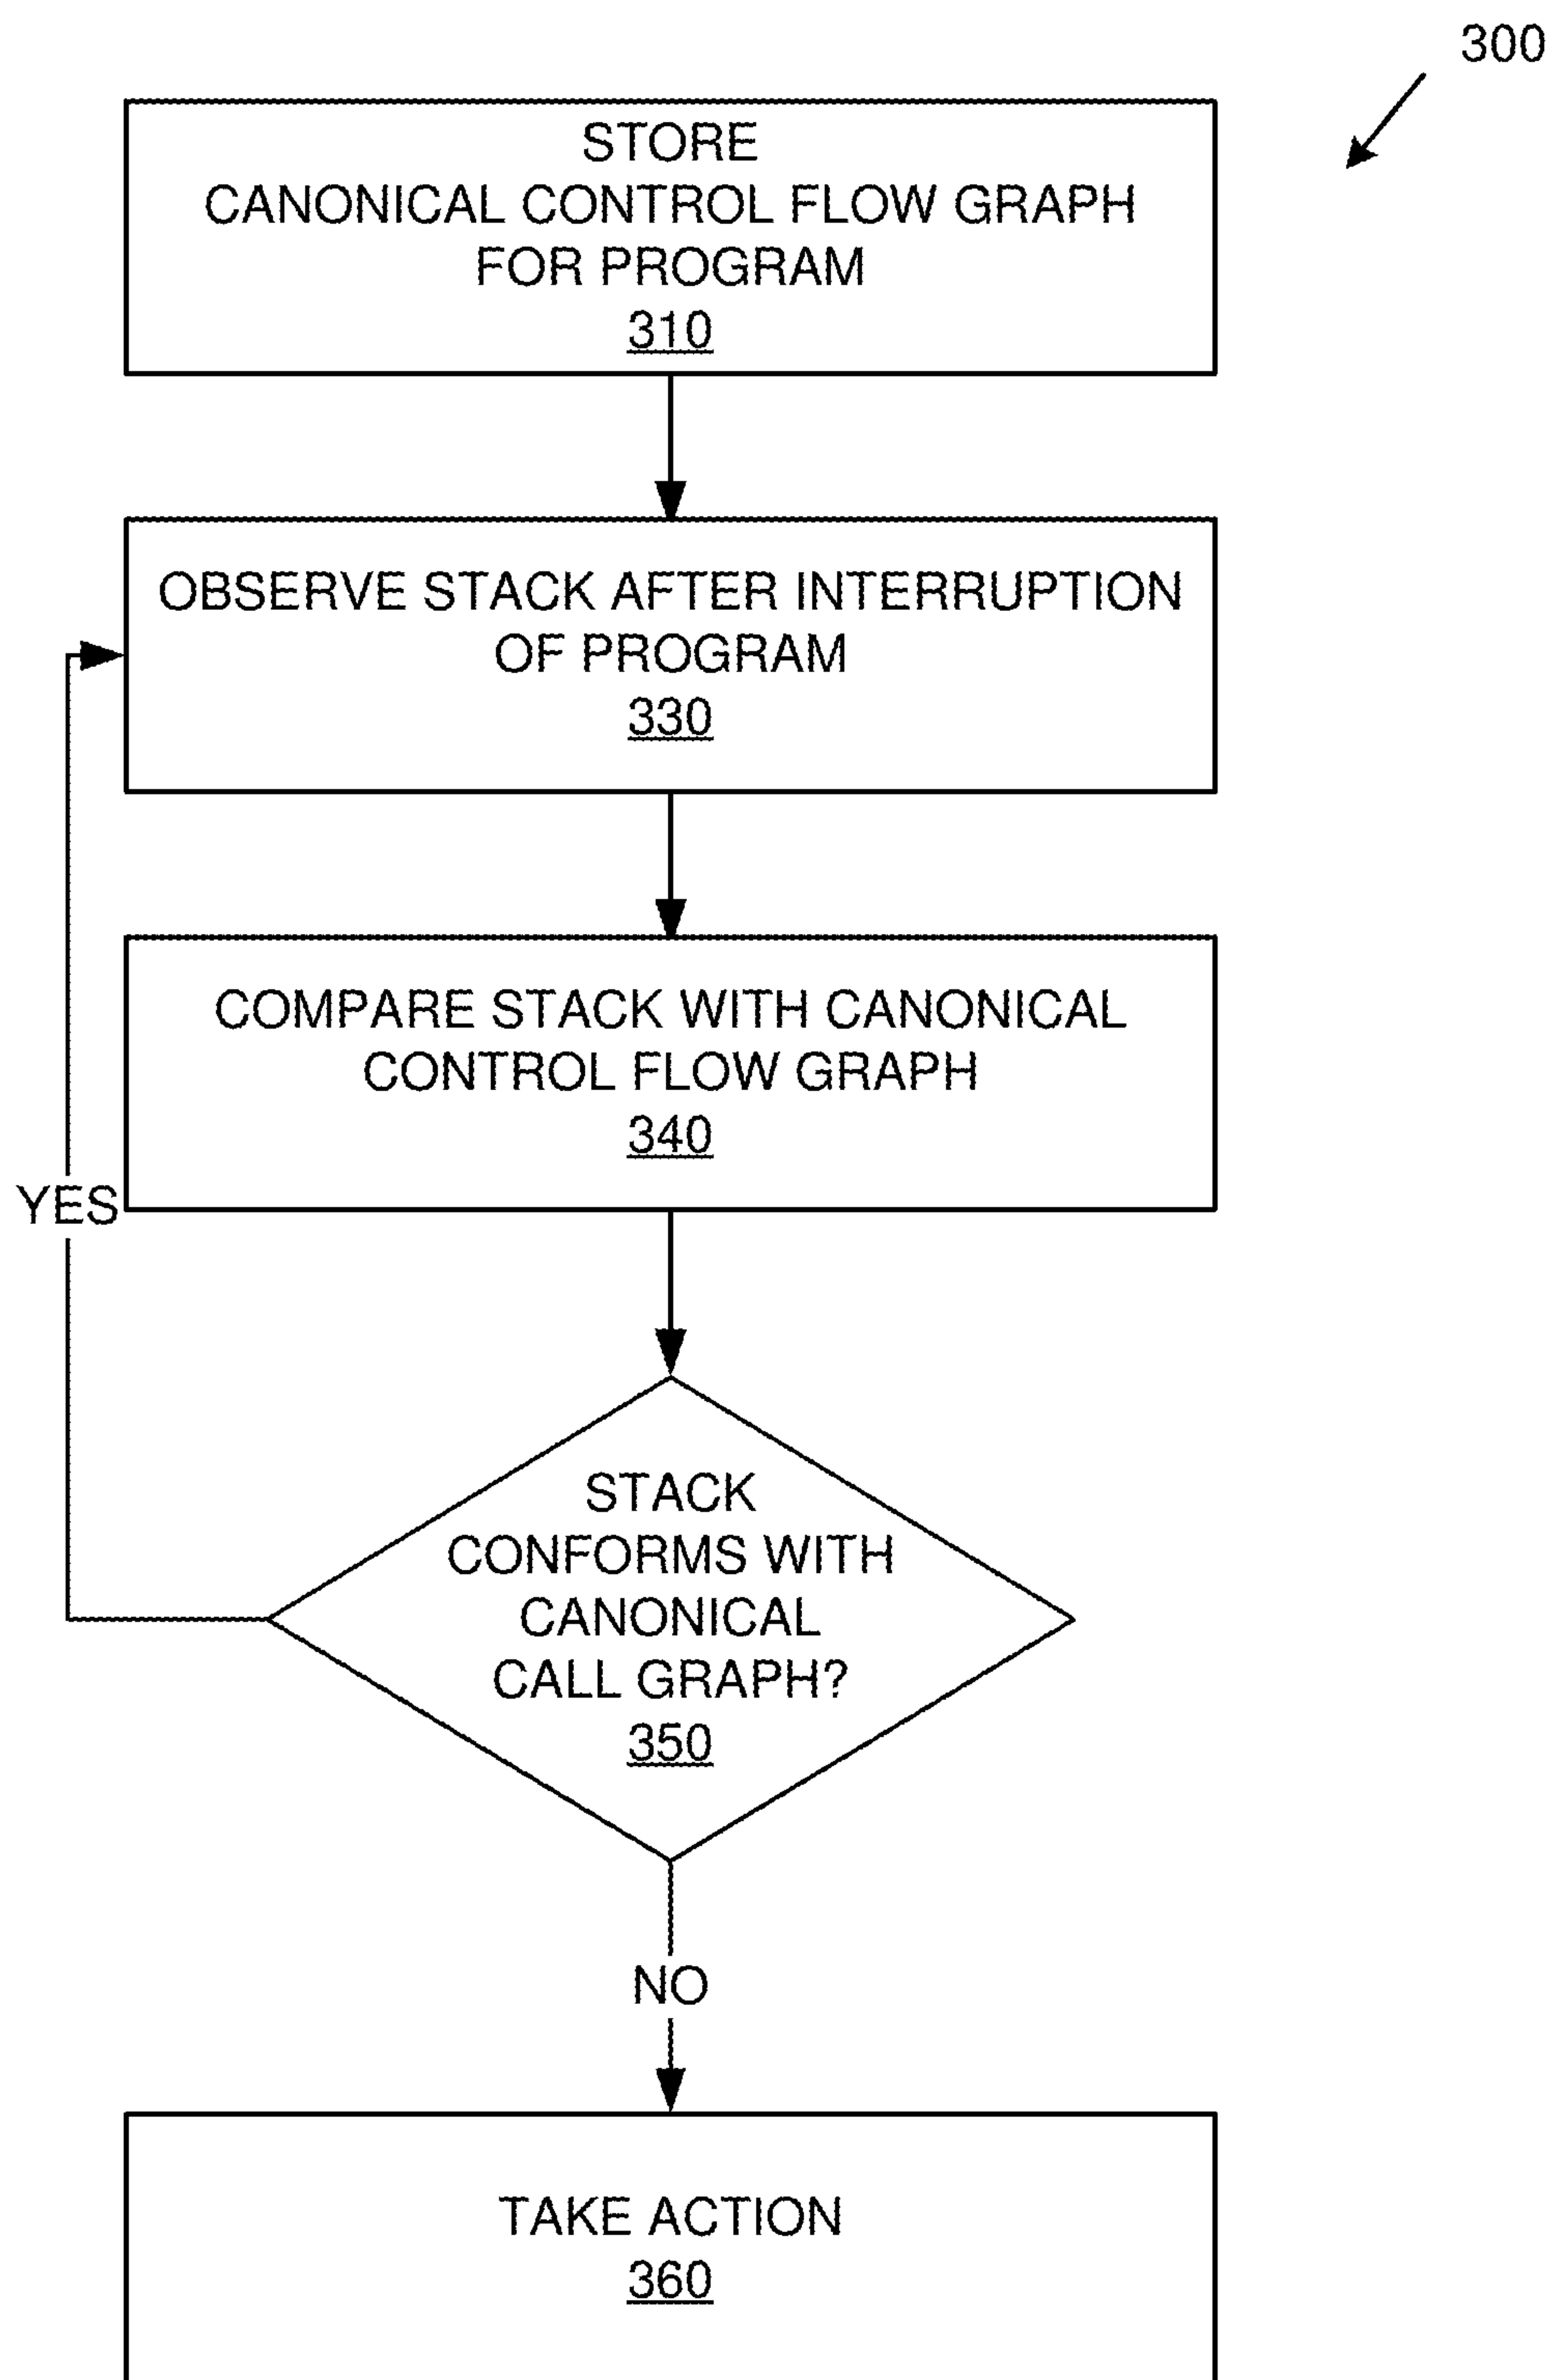 300
STORE
CANONICAL CONTROL FLOW GRAPH
FOR PROGRAM
310
OBSERVE STACK AFTER INTERRUPTION
OF PROGRAM
330
COMPARE STACK WITH CANONICAL
CONTROL FLOW GRAPH
340
YES
STACK
CONFORMS WITH
CANONICAL
CALL GRAPH?
350
NO
TAKE ACTION
360